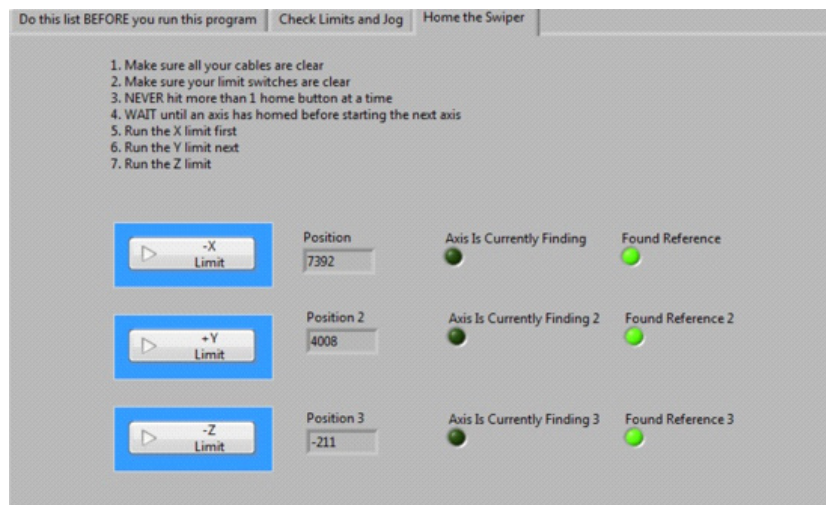 Do this list BEFORE you run this program Check Limits and Jog Home the Swiper
1. Make sure all your cables are clear
2. Make sure your limit switches are clear
3. NEVER hit more than 1 home button at a time
4. WAIT until an axis has homed before starting the next axis
5. Run the X limit first
6. Run the Y limit next
7. Run the Z limit
-X
Limit
Position
7392
Axis Is Currently Finding
Found Reference
+Y
Limit
Position 2
4008
Axis Is Currently Finding 2
Found Reference 2
-Z
Limit
Position 3
-211
Axis Is Currently Finding 3
Found Reference 3